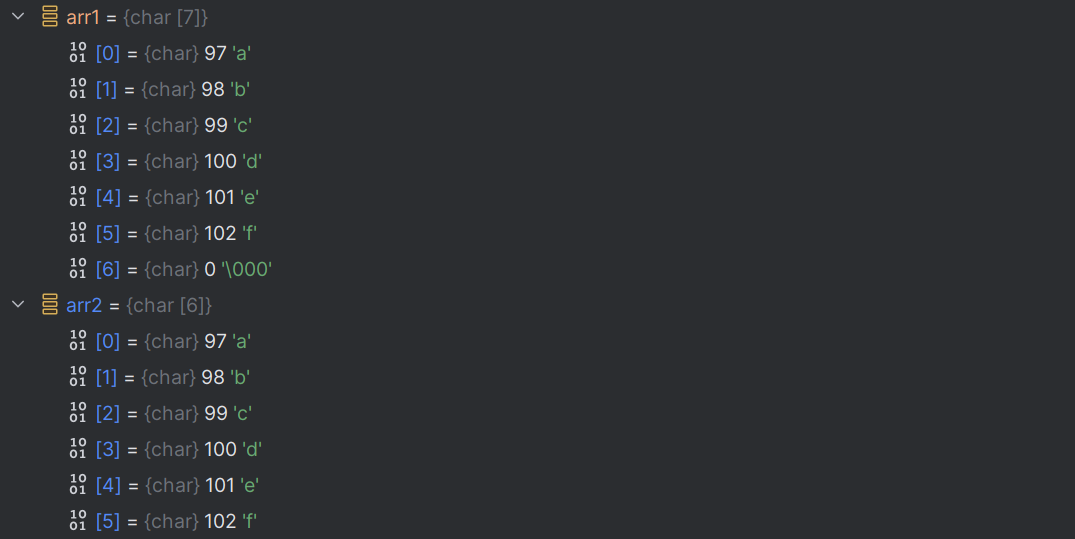 arr1 = {char [7]}
[0] = {char} 97 'a'
[1] = {char} 98 'b'
[2] = {char} 99 'c'
[3] = {char} 100 'd'
[4] = {char} 101 'e'
[5] = {char} 102 'f'
[6] = {char} 0 '\000'
arr2 = {char [6]}
[0] = {char} 97 'a'
[1] = {char} 98 'b'
[2] = {char} 99 'c'
[3] = {char} 100 'd'
[4] = {char} 101 'e'
[5] = {char} 102 'f'